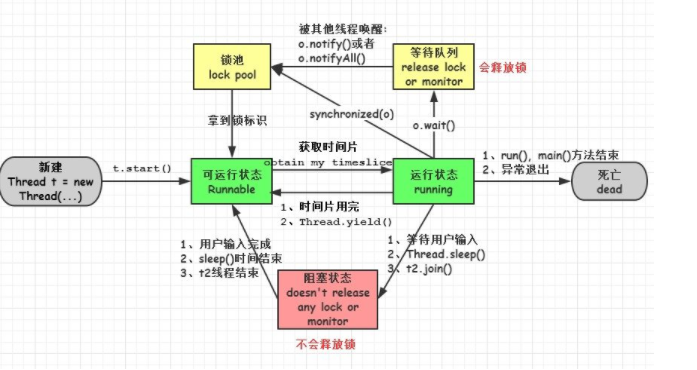 被其他线程唤醒:
o.notify()或者
o.notifyAll()
锁池
lock pool
等待队列
release lock
or monitor
会释放锁
synchronized(o)
o.wait()
拿到锁标识
获取时间片
obtain my timeslice
新建
Thread t = new
Thread(...)
t.start()
可运行状态
Runnable
运行状态
running
1、run(), main()方法结束
2、异常退出
死亡
dead
1、时间片用完
2、Thread.yield()
1、用户输入完成
2、sleep()时间结束
3、t2线程结束
1、等待用户输入
2、Thread.sleep()
3、t2.join()
阻塞状态
doesn't release
any lock or
monitor
不会释放锁